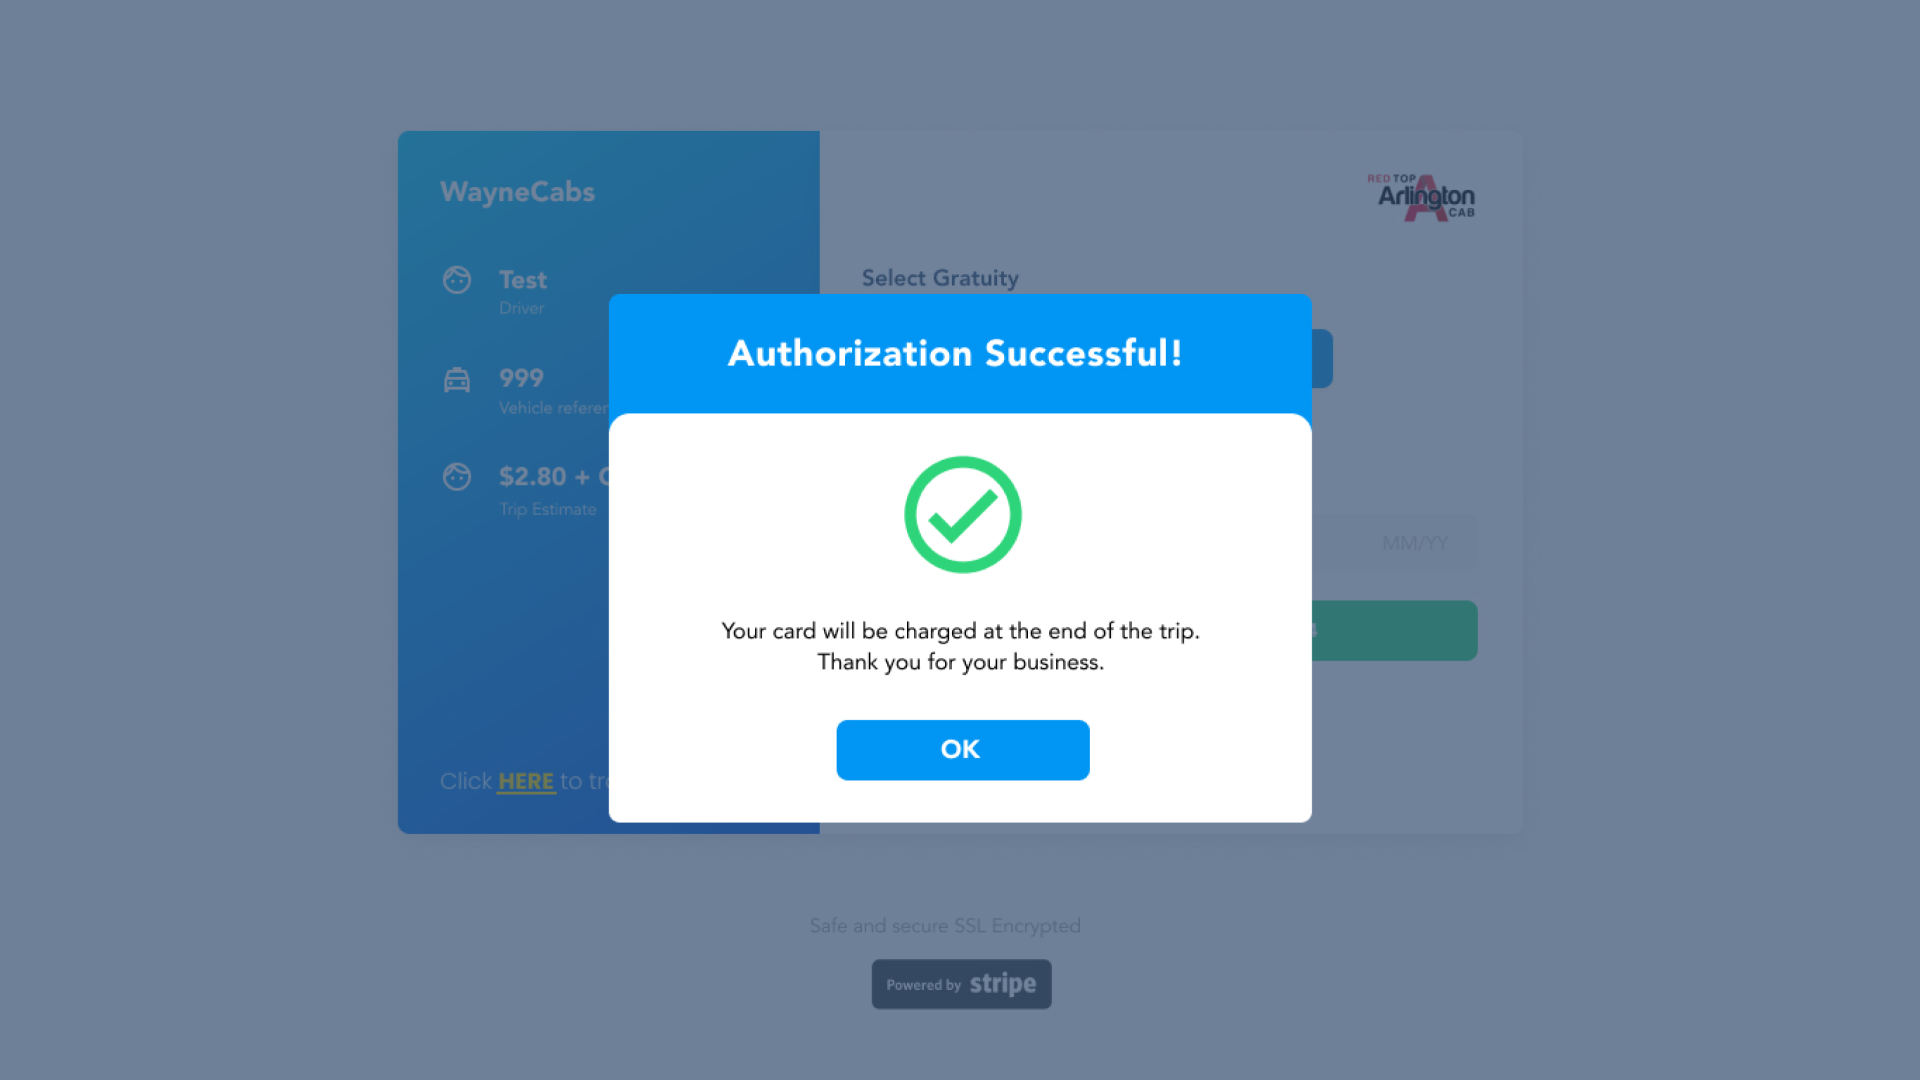 WayneCabs
RED TOP
Arlington
CAB
Test
Driver
Select Gratuity
Authorization Successful!
999
Vehicle
$2.80 +
Trip Estimate
MM/YY
Your card will be charged at the end of the trip.
Thank you for your business.
OK
Click HERE to
Safe and secure SSL Encrypted
Powered by stripe